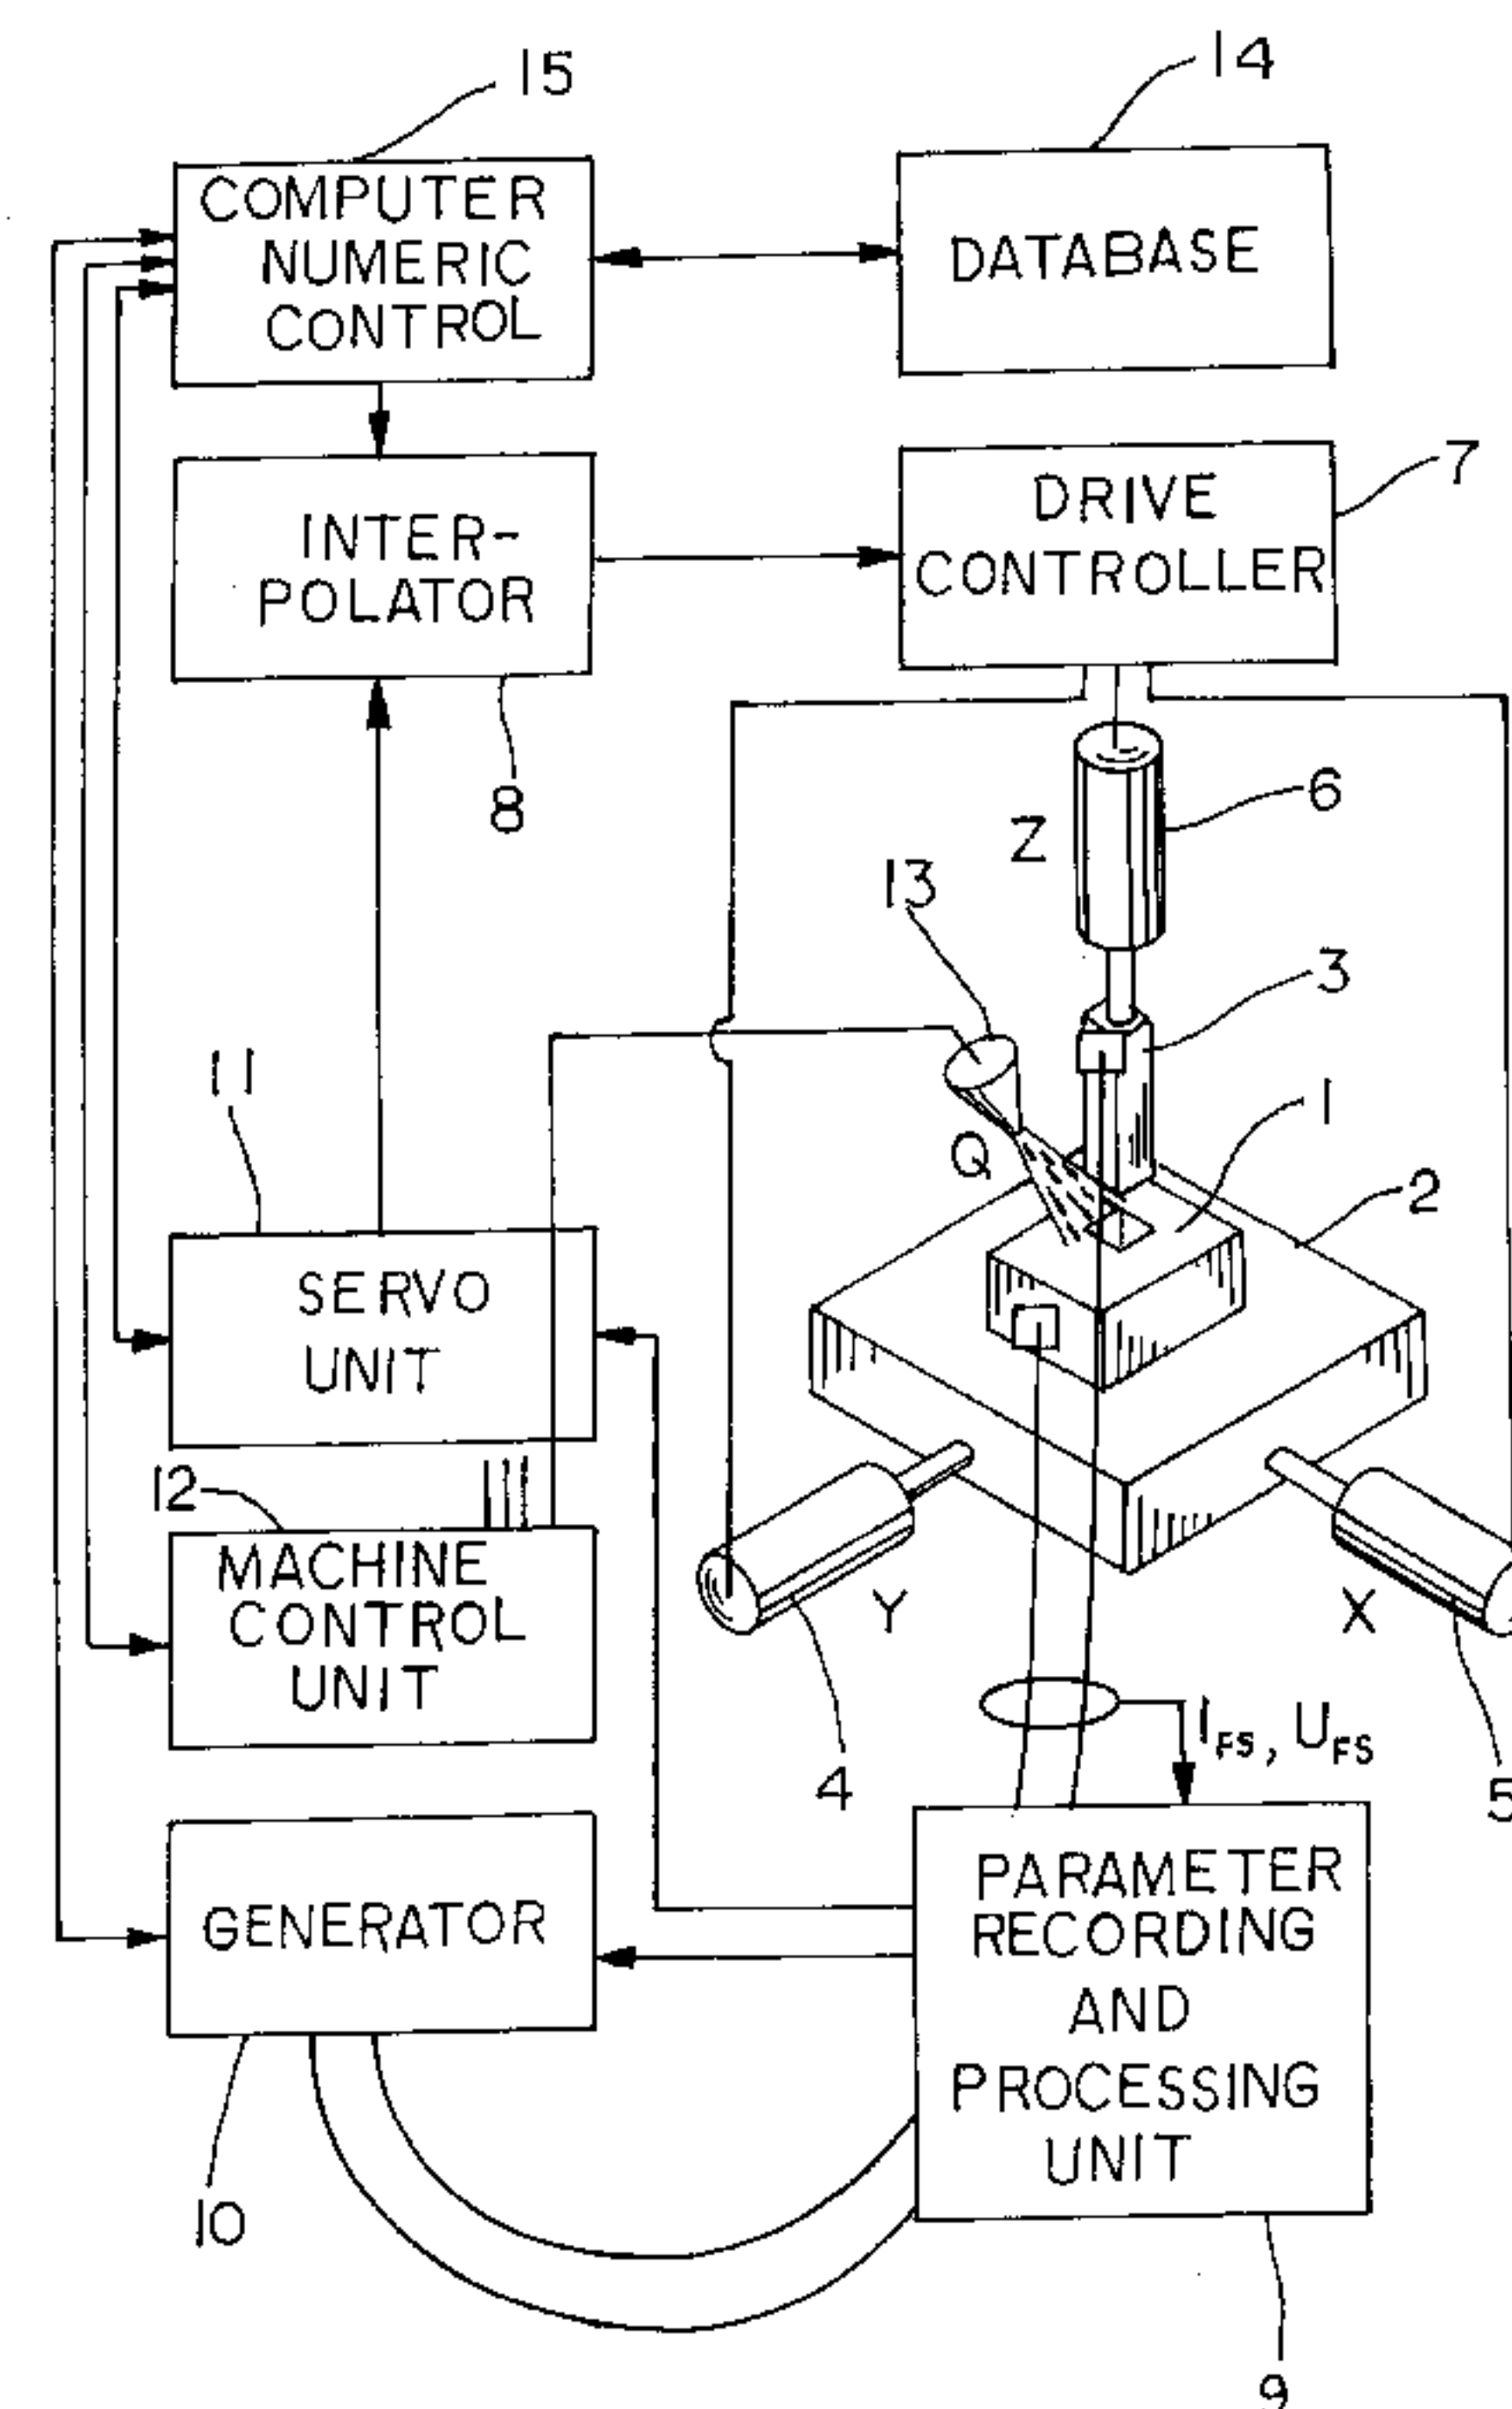 15
14
COMPUTER
NUMERIC
CONTROL
DATABASE
7
DRIVE
CONTROLLER
INTER-
POLATOR
8
6
Z
13
3
11
1
Q
2
SERVO
UNIT
12
MACHINE
CONTROL
UNIT
Y
X
4
5
I_FS, U_FS
GENERATOR
PARAMETER
RECORDING
AND
PROCESSING
UNIT
10
9